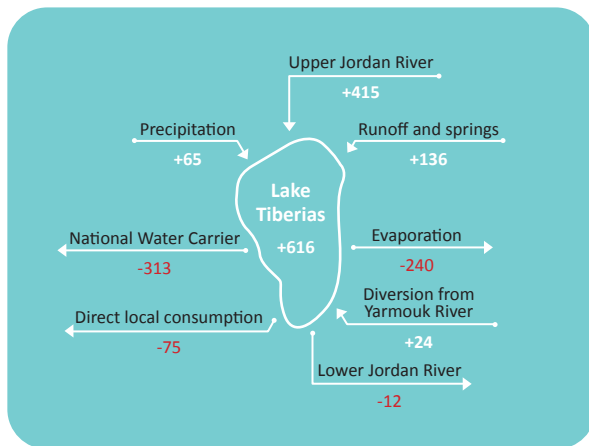 Upper Jordan River
+415
Precipitation
+65
Runoff and springs
+136
Lake
Tiberias
+616
National Water Carrier
-313
Evaporation
-240
Direct local consumption
-75
Diversion from
Yarmouk River
+24
Lower Jordan River
-12